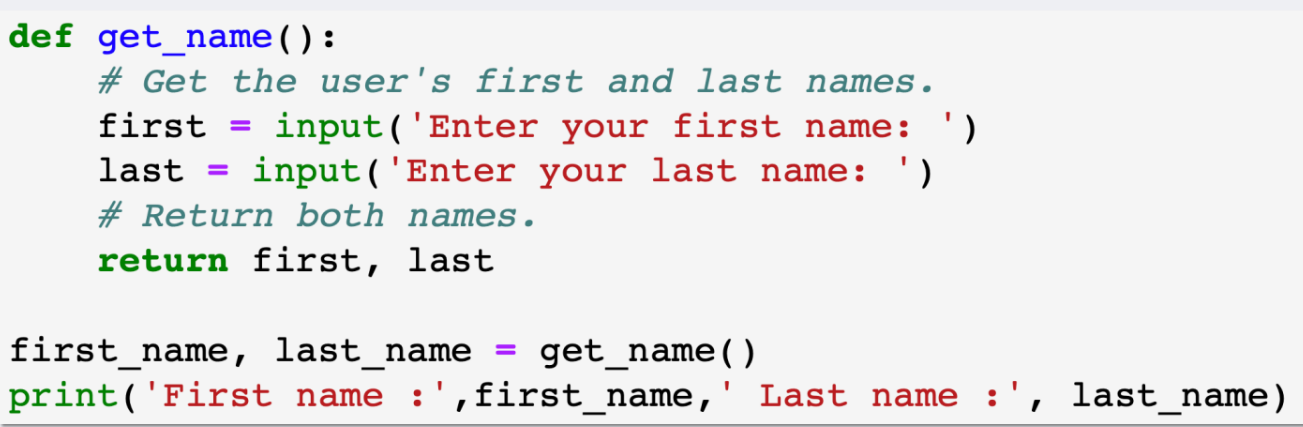 def get_name():
    # Get the user's first and last names.
    first = input('Enter your first name: ')
    last = input('Enter your last name: ')
    # Return both names.
    return first, last

first_name, last_name = get_name()
print('First name :',first_name,' Last name :', last_name)